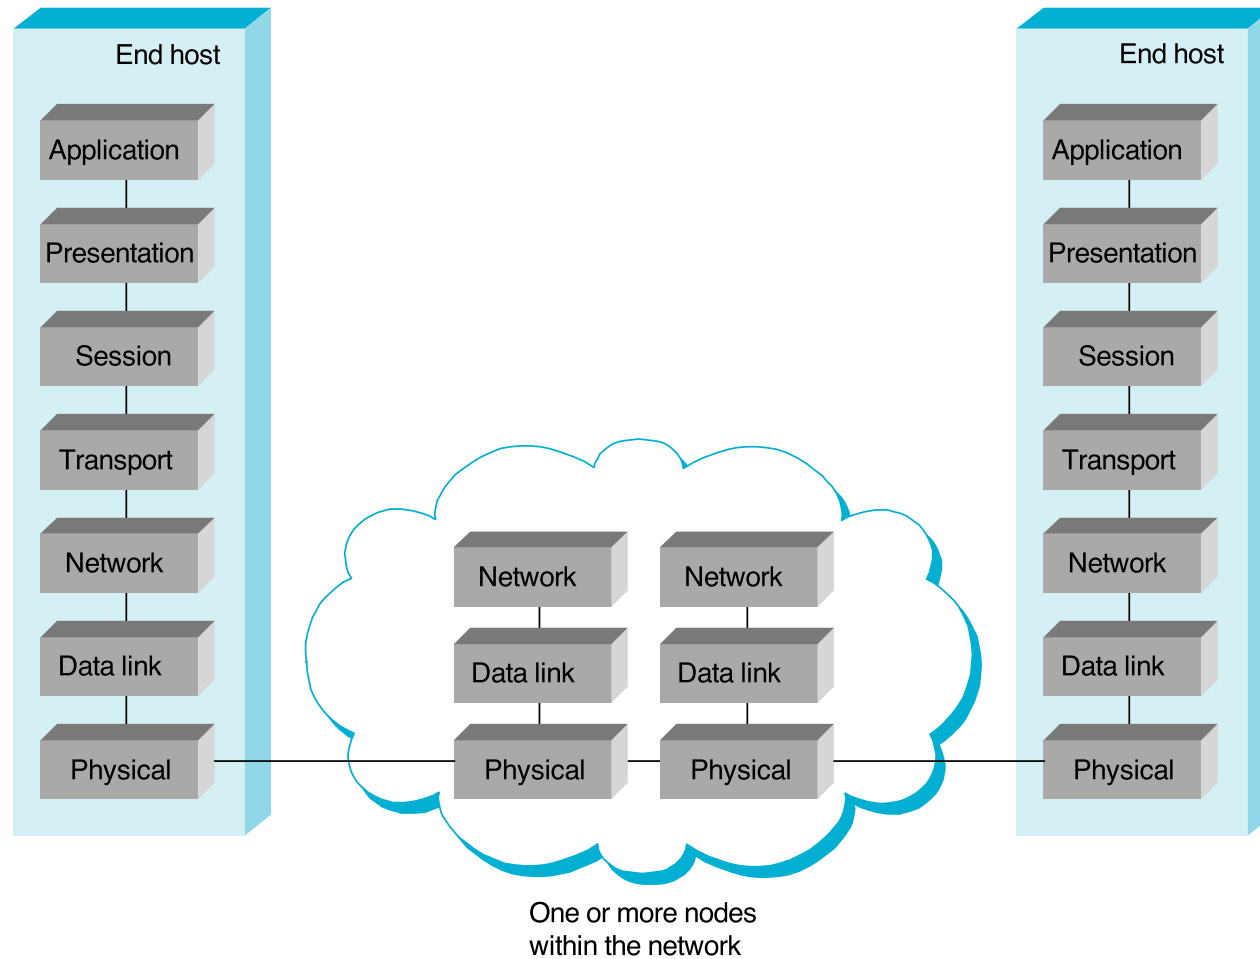 End host
Application
Presentation
Session
Transport
Network
Data link
Physical
Network
Data link
Physical
Network
Data link
Physical
One or more nodes
within the network
End host
Application
Presentation
Session
Transport
Network
Data link
Physical